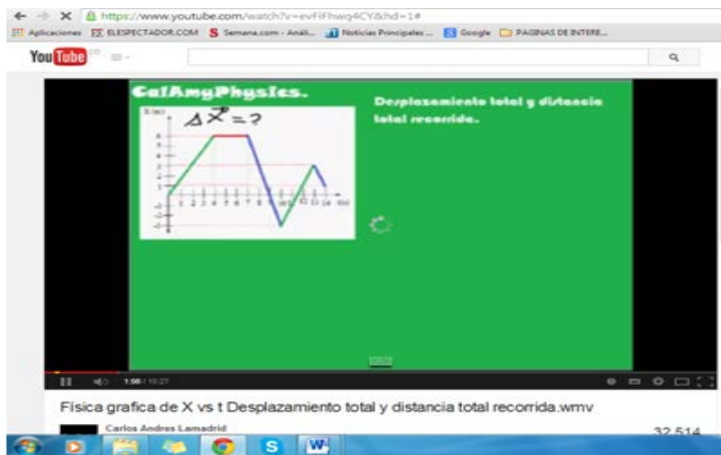 https://www.youtube.com/watch?v=evFiFhwq4CY&hd=1#
Aplicaciones EE ELESPECTADOR.COM S Semana.com - Análi... Noticias Principales ... Google PAGINAS DE INTERE...
YouTube
CalAmyPhysics.
Desplazamiento total y distancia
total recorrida.
ΔX=?
1:06 / 10:27
Física grafica de X vs t Desplazamiento total y distancia total recorrida.wmv
Carlos Andres Lamadrid
32.514